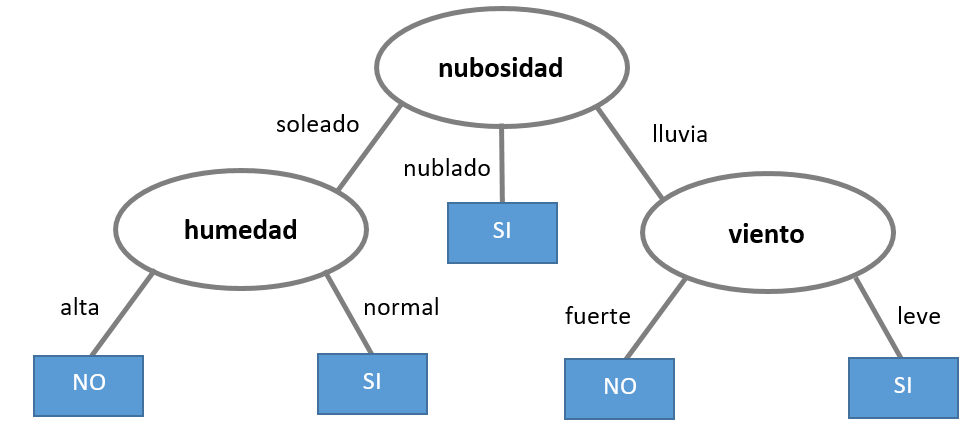 nubosidad
soleado
nublado
lluvia
humedad
SI
viento
alta
normal
fuerte
leve
NO
SI
NO
SI